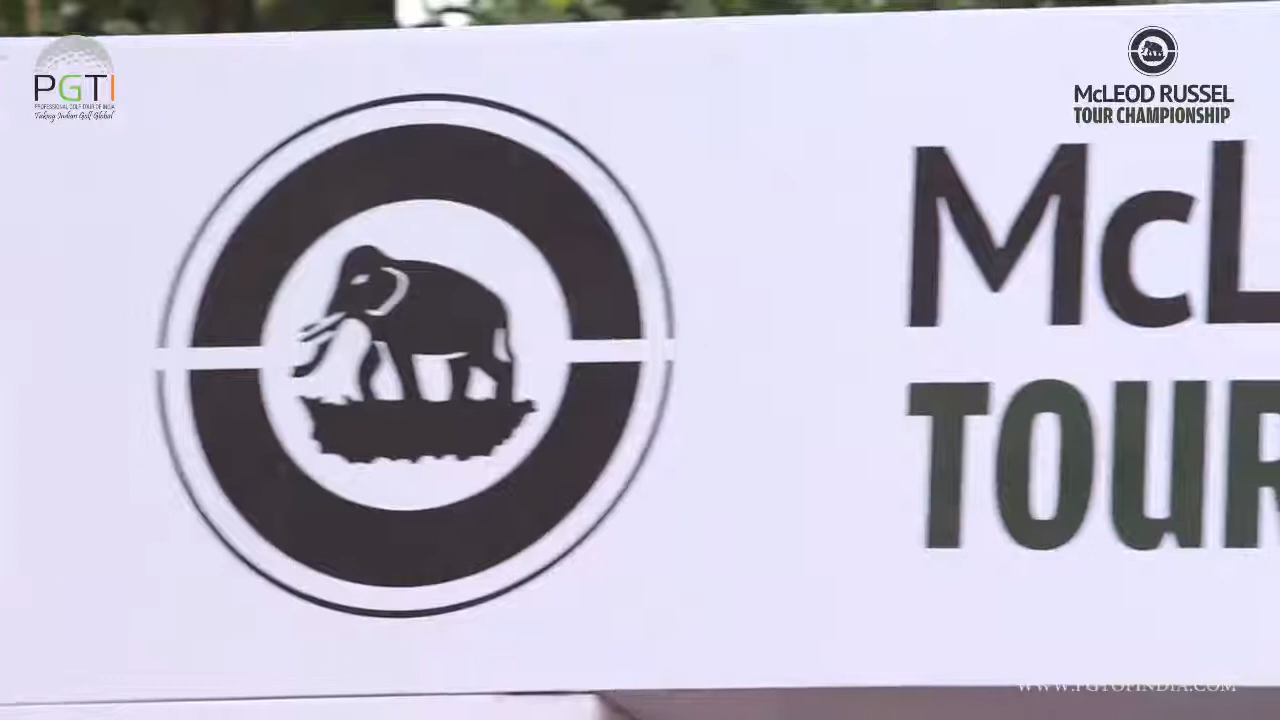 PGTI
PROFESSIONAL GOLF TOUR OF INDIA
Taking Indian Golf Global
McLEOD RUSSEL
TOUR CHAMPIONSHIP
McL
TOUR
WWW.PGTOFINDIA.COM